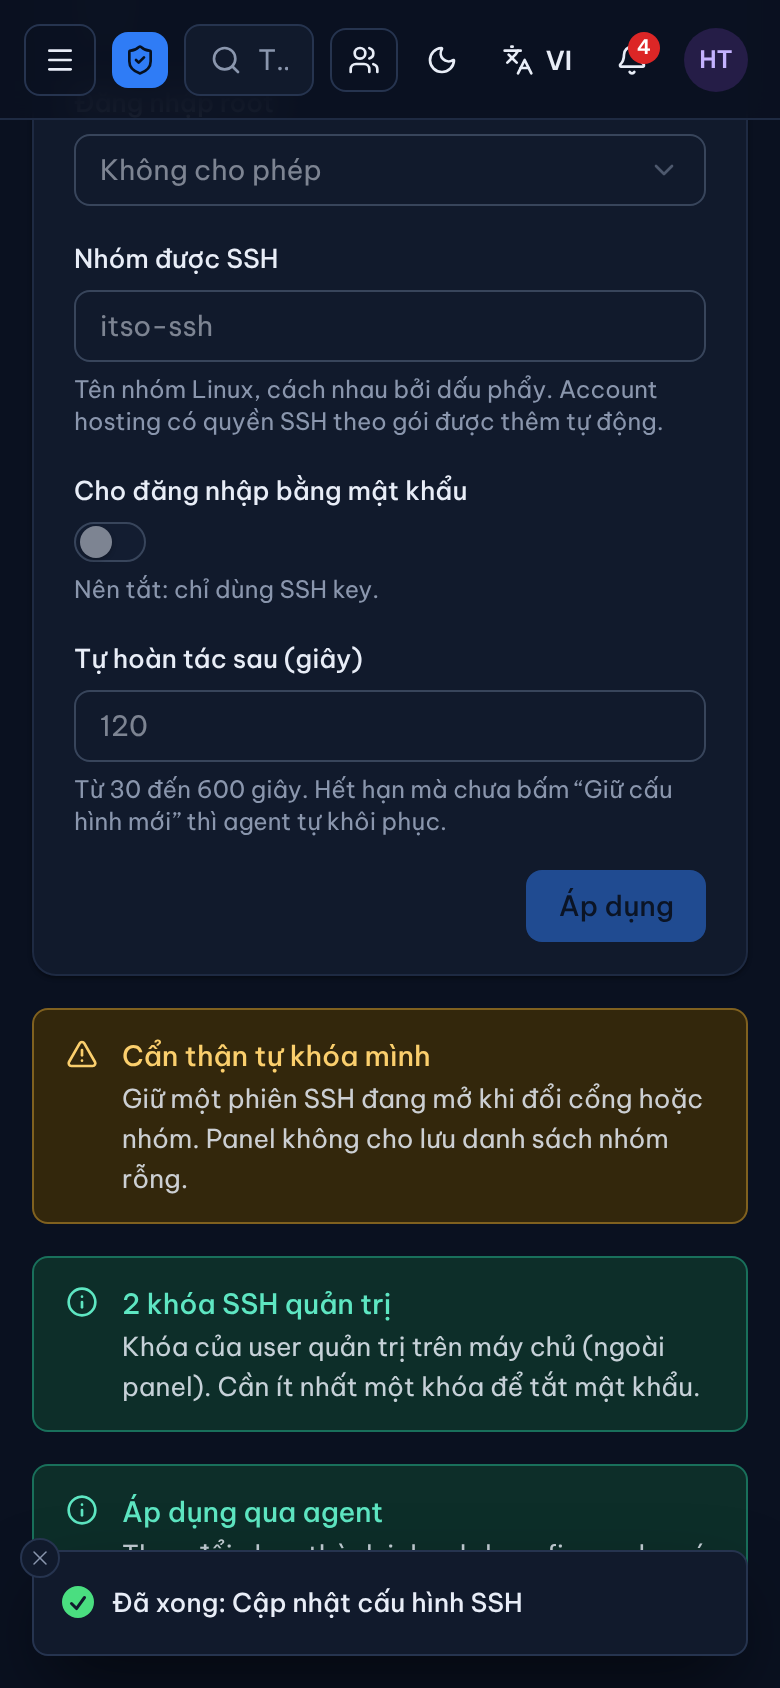 T..
VI
4
HT
Đăng nhập root
Không cho phép
Nhóm được SSH
itso-ssh
Tên nhóm Linux, cách nhau bởi dấu phẩy. Account
hosting có quyền SSH theo gói được thêm tự động.
Cho đăng nhập bằng mật khẩu
Nên tắt: chỉ dùng SSH key.
Tự hoàn tác sau (giây)
120
Từ 30 đến 600 giây. Hết hạn mà chưa bấm “Giữ cấu
hình mới” thì agent tự khôi phục.
Áp dụng
Cẩn thận tự khóa mình
Giữ một phiên SSH đang mở khi đổi cổng hoặc
nhóm. Panel không cho lưu danh sách nhóm
rỗng.
2 khóa SSH quản trị
Khóa của user quản trị trên máy chủ (ngoài
panel). Cần ít nhất một khóa để tắt mật khẩu.
Áp dụng qua agent
Đã xong: Cập nhật cấu hình SSH